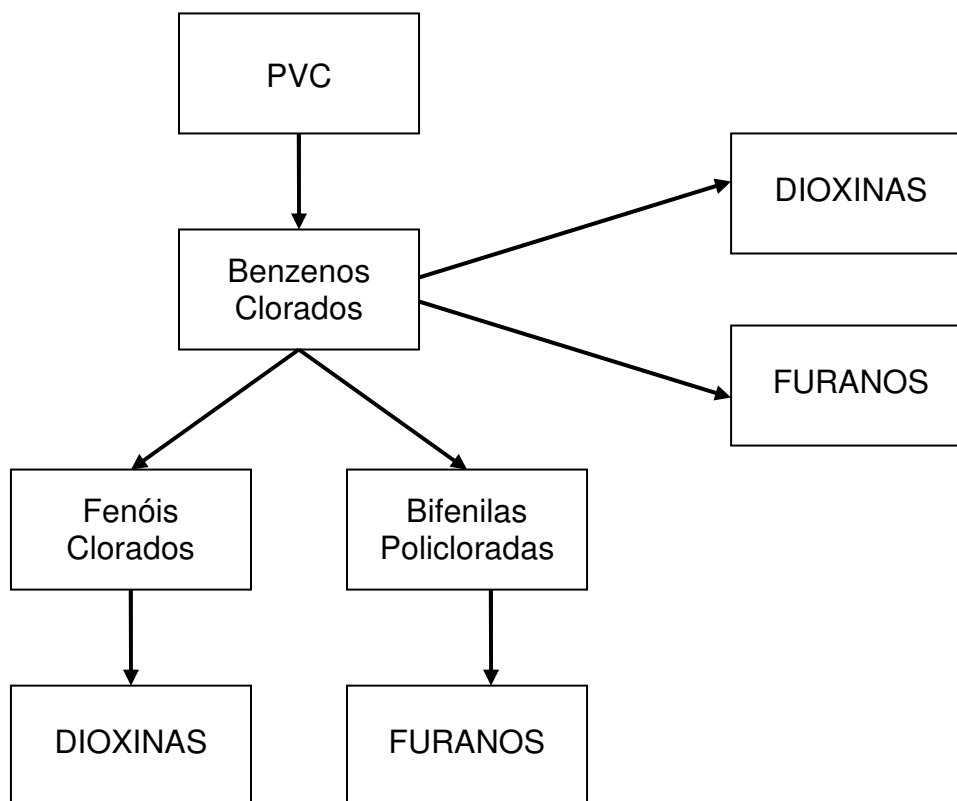 PVC
DIOXINAS
Benzenos
Clorados
FURANOS
Fenóis
Clorados
Bifenilas
Policloradas
DIOXINAS
FURANOS